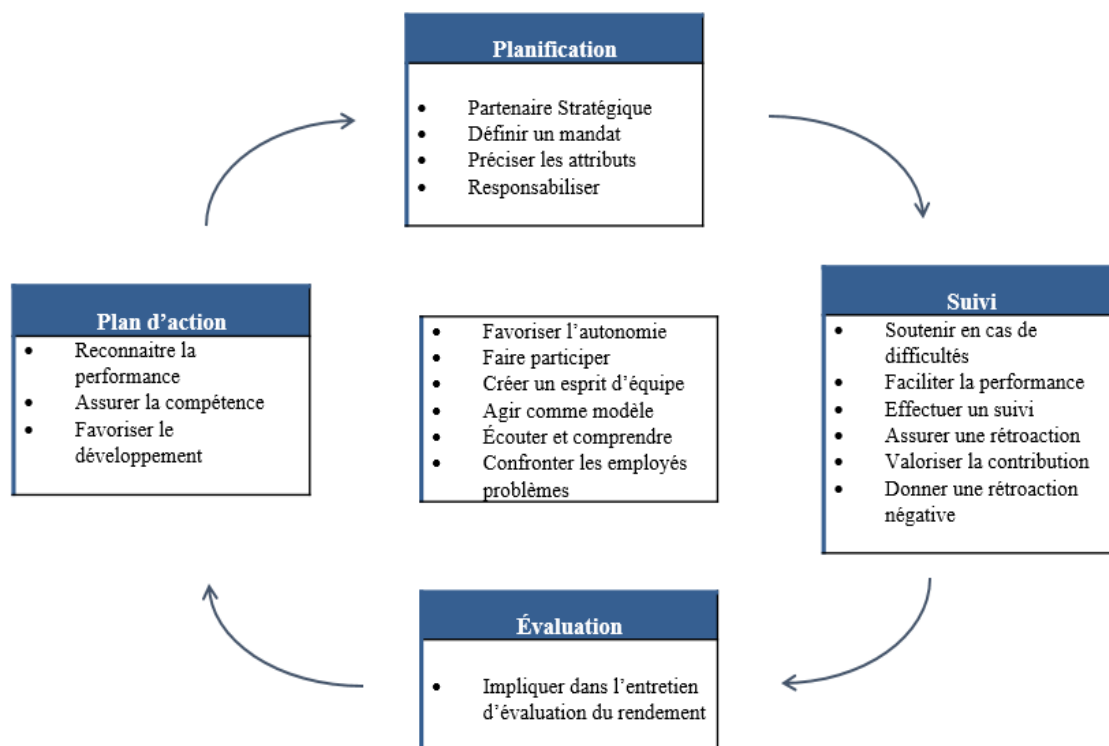 Planification
• Partenaire Stratégique
• Définir un mandat
• Préciser les attributs
• Responsabiliser
Suivi
• Soutenir en cas de
difficultés
• Faciliter la performance
• Effectuer un suivi
• Assurer une rétroaction
• Valoriser la contribution
• Donner une rétroaction
négative
Plan d’action
• Reconnaitre la
performance
• Assurer la compétence
• Favoriser le
développement
• Favoriser l’autonomie
• Faire participer
• Créer un esprit d’équipe
• Agir comme modèle
• Écouter et comprendre
• Confronter les employés
problèmes
Évaluation
• Impliquer dans l’entretien
d’évaluation du rendement